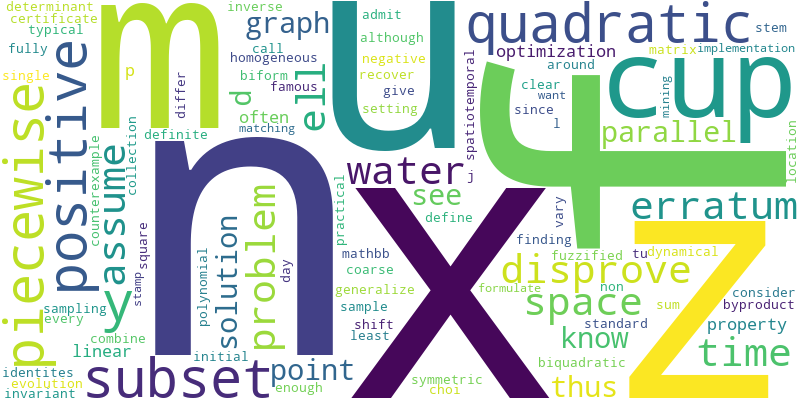 determinant
certificate
typical
fully
single
p
m
inverse
graph
call
homogeneous
biform
famous
d
often
matching
definite
differ
ell
admit
although
negative
recover
give
setting
u
quadratic
optimization
stem
matrix
implementation
around
clear
want
since
l
cup
mining
4
parallel
location
spatiotemporal
j
piecewise
positive
assume
counterexample
collection
y
n
water
see
define
x
erratum
vary
finding
fuzzified
tu
dynamical
z
disprove
space
know
formulate
non
sum
consider
byproduct
standard
property
time
biquadratic
thus
practical
mathbb
coarse
generalize
sample
shift
least
symmetric
choi
problem
solution
day
square
stamp
polynomial
initial
sampling
every
combine
linear
identites
evolution
invariant
subset
point
enough